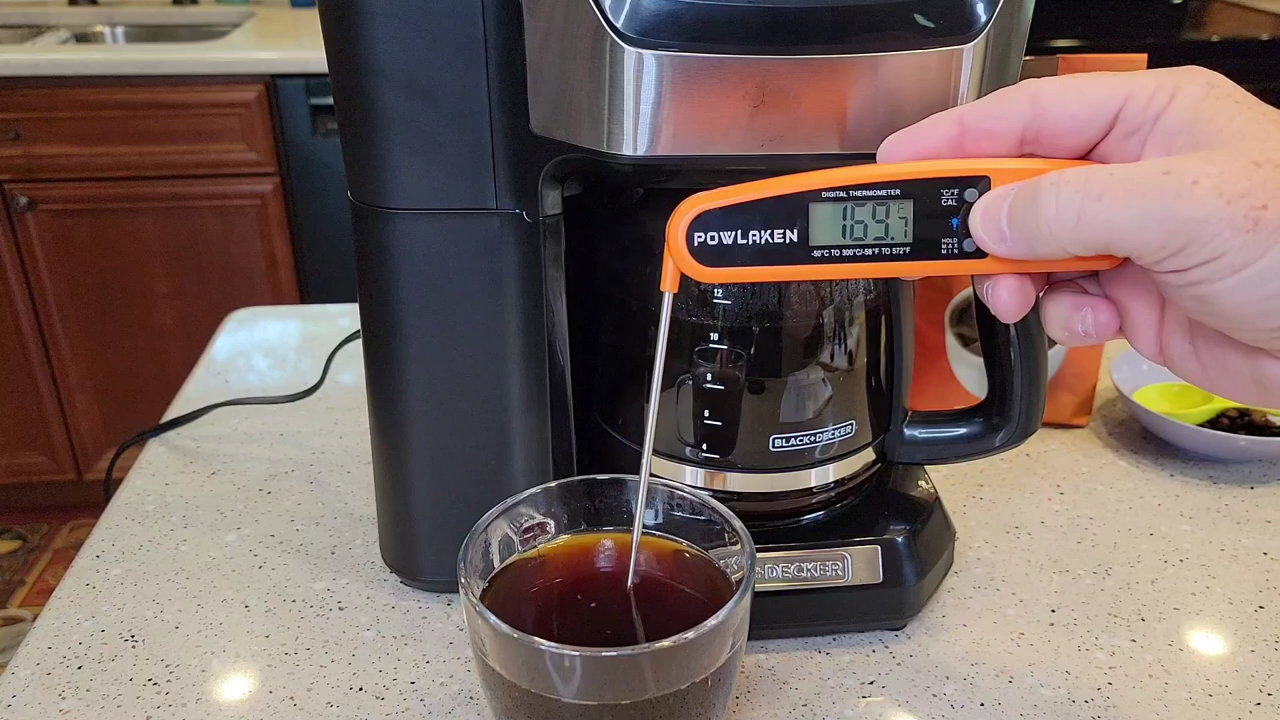 DIGITAL THERMOMETER
°C/°F
CAL
169.7
°F
POWLAKEN
HOLD
MAX
MIN
-50°C TO 300°C/-58°F TO 572°F
12
10
8
6
4
BLACK+DECKER
DECKER